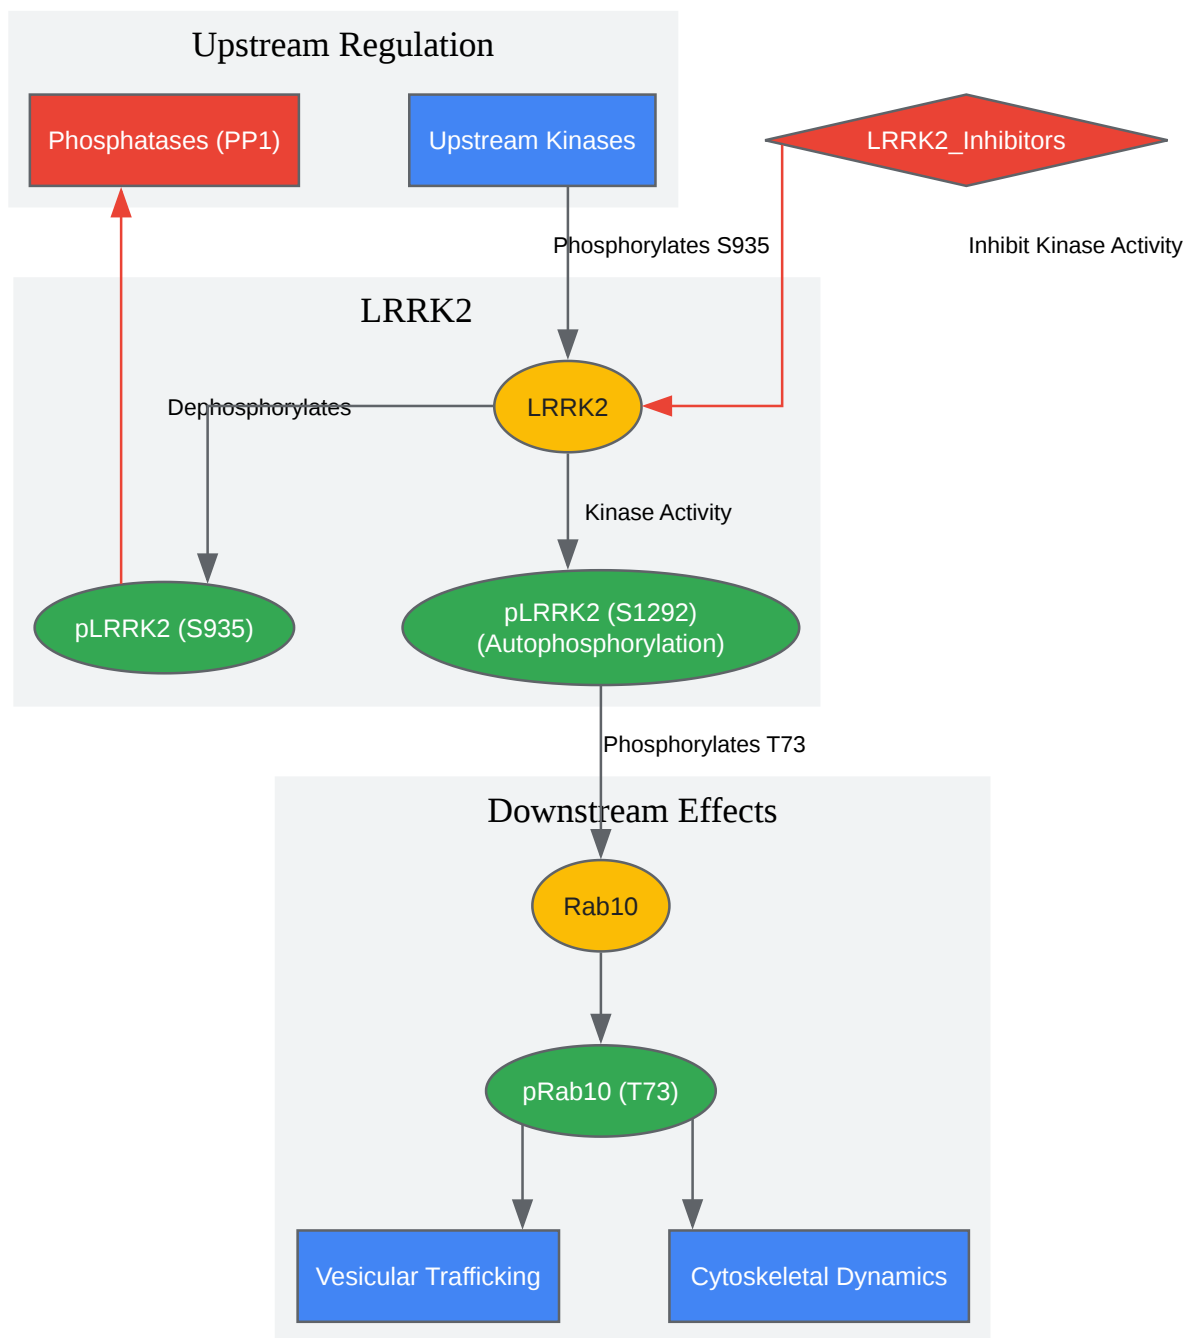 Upstream Regulation
Phosphatases (PP1)
Upstream Kinases
LRRK2_Inhibitors
Phosphorylates S935
Inhibit Kinase Activity
LRRK2
Dephosphorylates
LRRK2
Kinase Activity
pLRRK2 (S935)
pLRRK2 (S1292)
(Autophosphorylation)
Phosphorylates T73
Downstream Effects
Rab10
pRab10 (T73)
Vesicular Trafficking
Cytoskeletal Dynamics